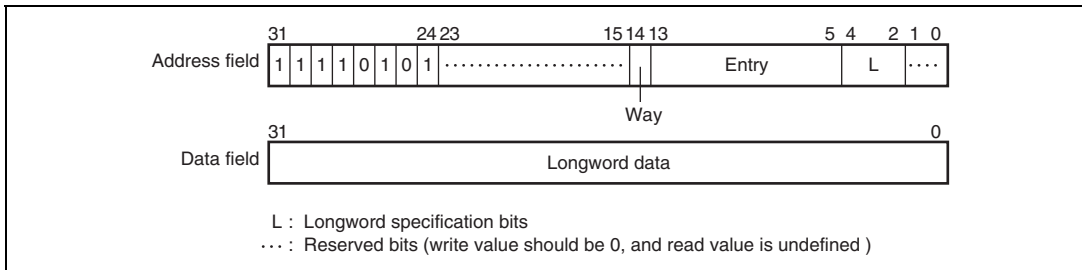 31 24 23 15 14 13 5 4 2 1 0
Address field 1 1 1 1 0 1 0 1 ........................ Entry L ....
Way
31 0
Data field Longword data
L : Longword specification bits
··· : Reserved bits (write value should be 0, and read value is undefined )